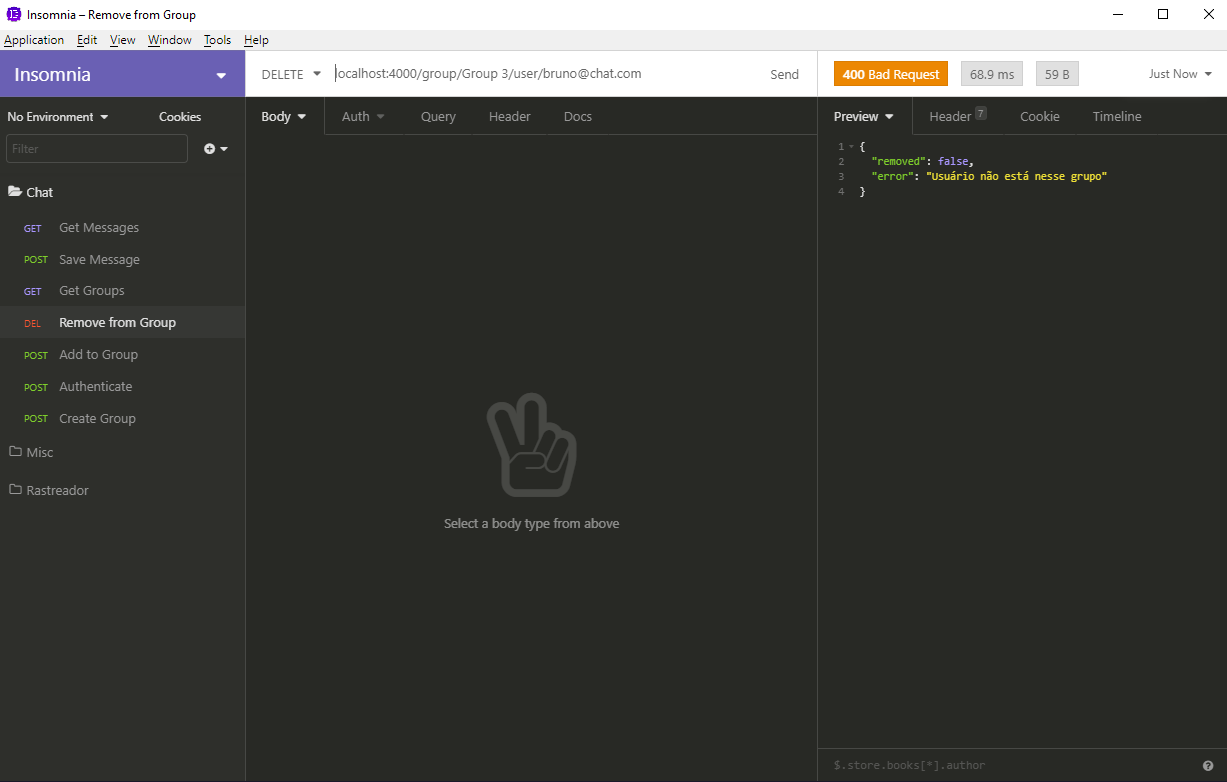 Insomnia – Remove from Group
Application Edit View Window Tools Help
Insomnia
DELETE localhost:4000/group/Group 3/user/bruno@chat.com Send
400 Bad Request 68.9 ms 59 B Just Now
No Environment Cookies
Body Auth Query Header Docs
Preview Header 7 Cookie Timeline
Filter
Chat
GET Get Messages
POST Save Message
GET Get Groups
DEL Remove from Group
POST Add to Group
POST Authenticate
POST Create Group
Misc
Rastreador
Select a body type from above
1 {
2 "removed": false,
3 "error": "Usuário não está nesse grupo"
4 }
$.store.books[*].author